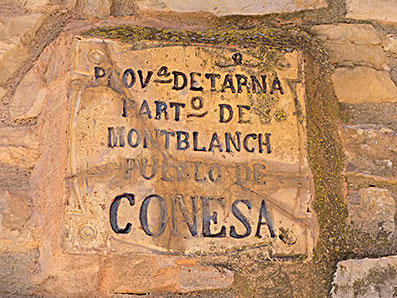 PROVª DE TARNᴬ
PARTº DE
MONTBLANCH
PUEBLO DE
CONESA